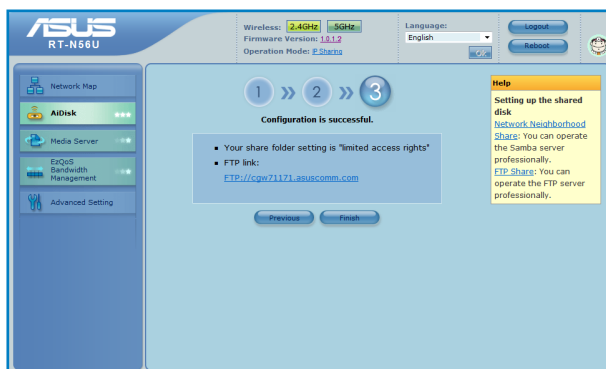 ASUS
RT-N56U
Wireless: 2.4GHz 5GHz
Firmware Version: 1.0.1.2
Operation Mode: IP Sharing
Language:
English
OK
Logout
Reboot
Network Map
AiDisk
Media Server
EzQoS
Bandwidth
Management
Advanced Setting
1 » 2 » 3
Configuration is successful.
Your share folder setting is "limited access rights"
FTP link:
FTP://cgw71171.asuscomm.com
Previous
Finish
Help
Setting up the shared
disk
Network Neighborhood
Share: You can operate
the Samba server
professionally.
FTP Share: You can
operate the FTP server
professionally.